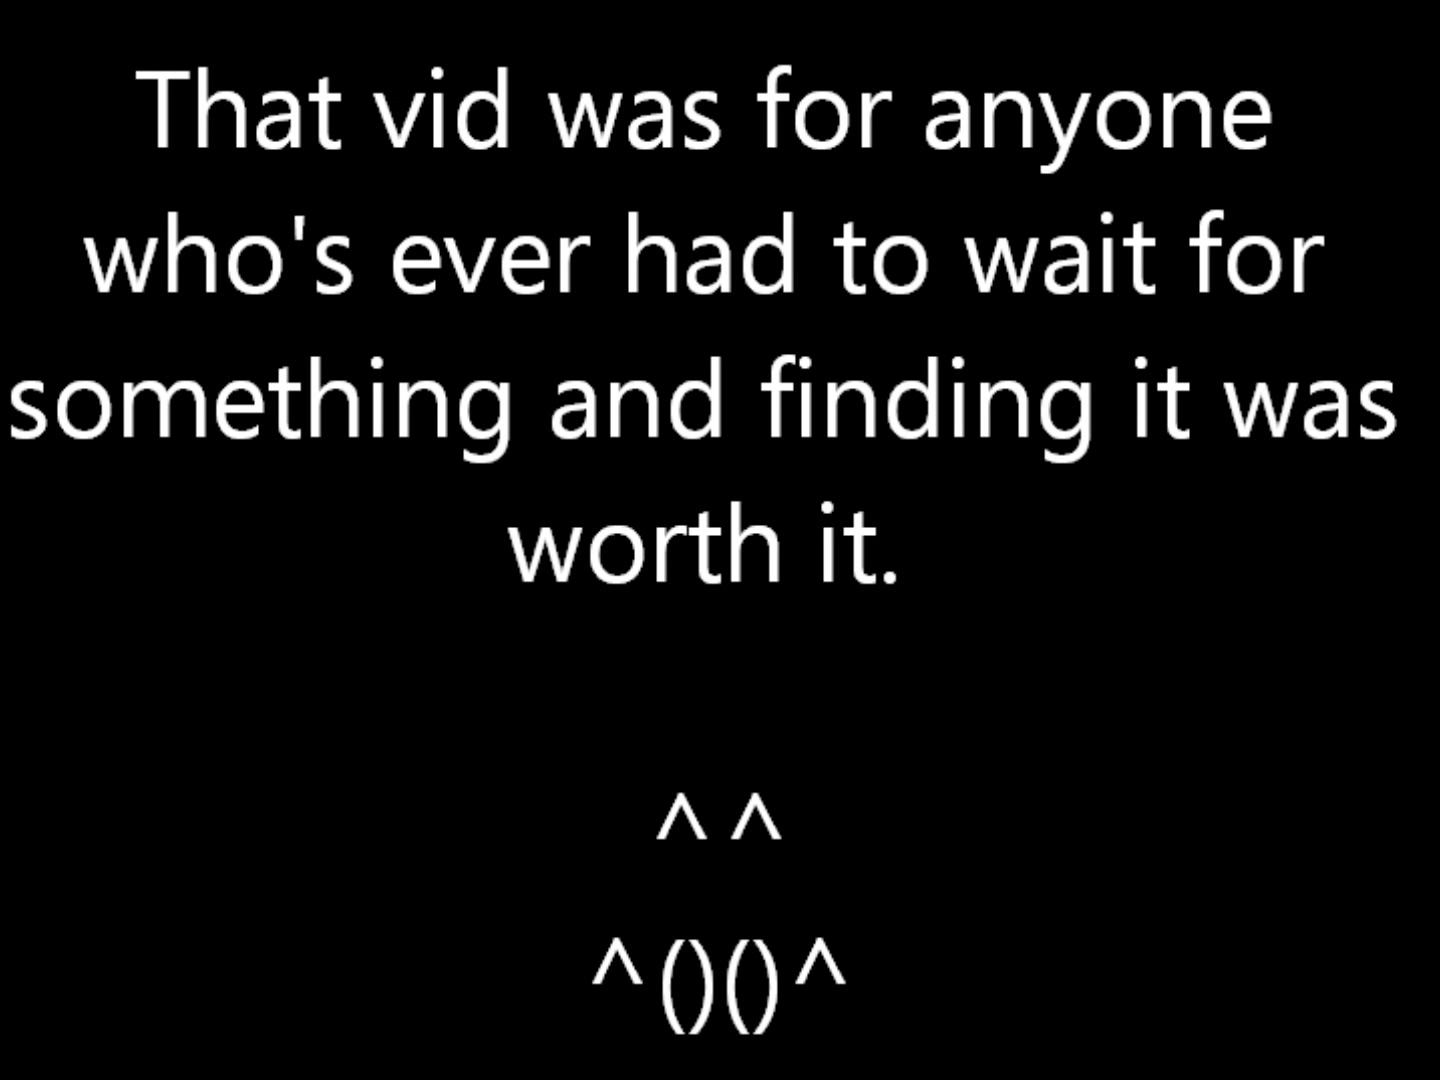 That vid was for anyone
who's ever had to wait for
something and finding it was
worth it.
^ ^
^()()^